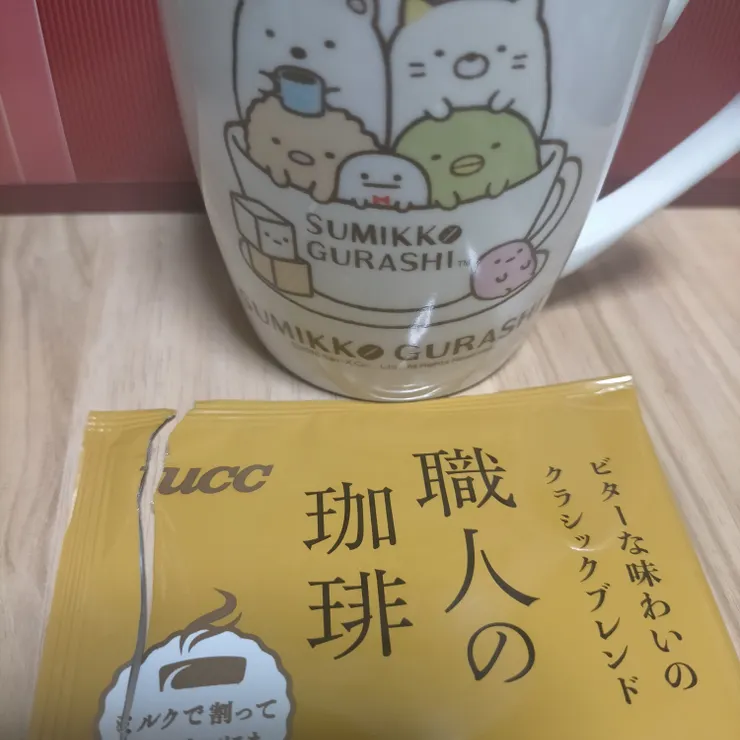 SUMIKKO
GURASHI
SUMIKKO GURASHI
ucc
ビターな味わいの
クラシックブレンド
職人の
珈琲
ミルクで割って